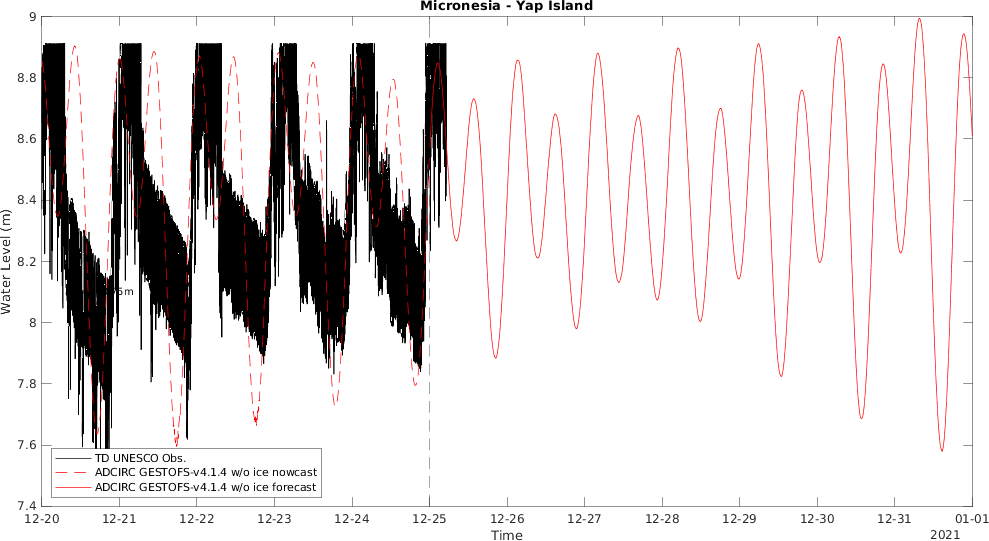 Micronesia - Yap Island
Water Level (m)
9
8.8
8.6
8.4
8.2
8
7.8
7.6
7.4
TD UNESCO Obs.
ADCIRC GESTOFS-v4.1.4 w/o ice nowcast
ADCIRC GESTOFS-v4.1.4 w/o ice forecast
12-20 12-21 12-22 12-23 12-24 12-25 12-26 12-27 12-28 12-29 12-30 12-31 01-01
Time
2021